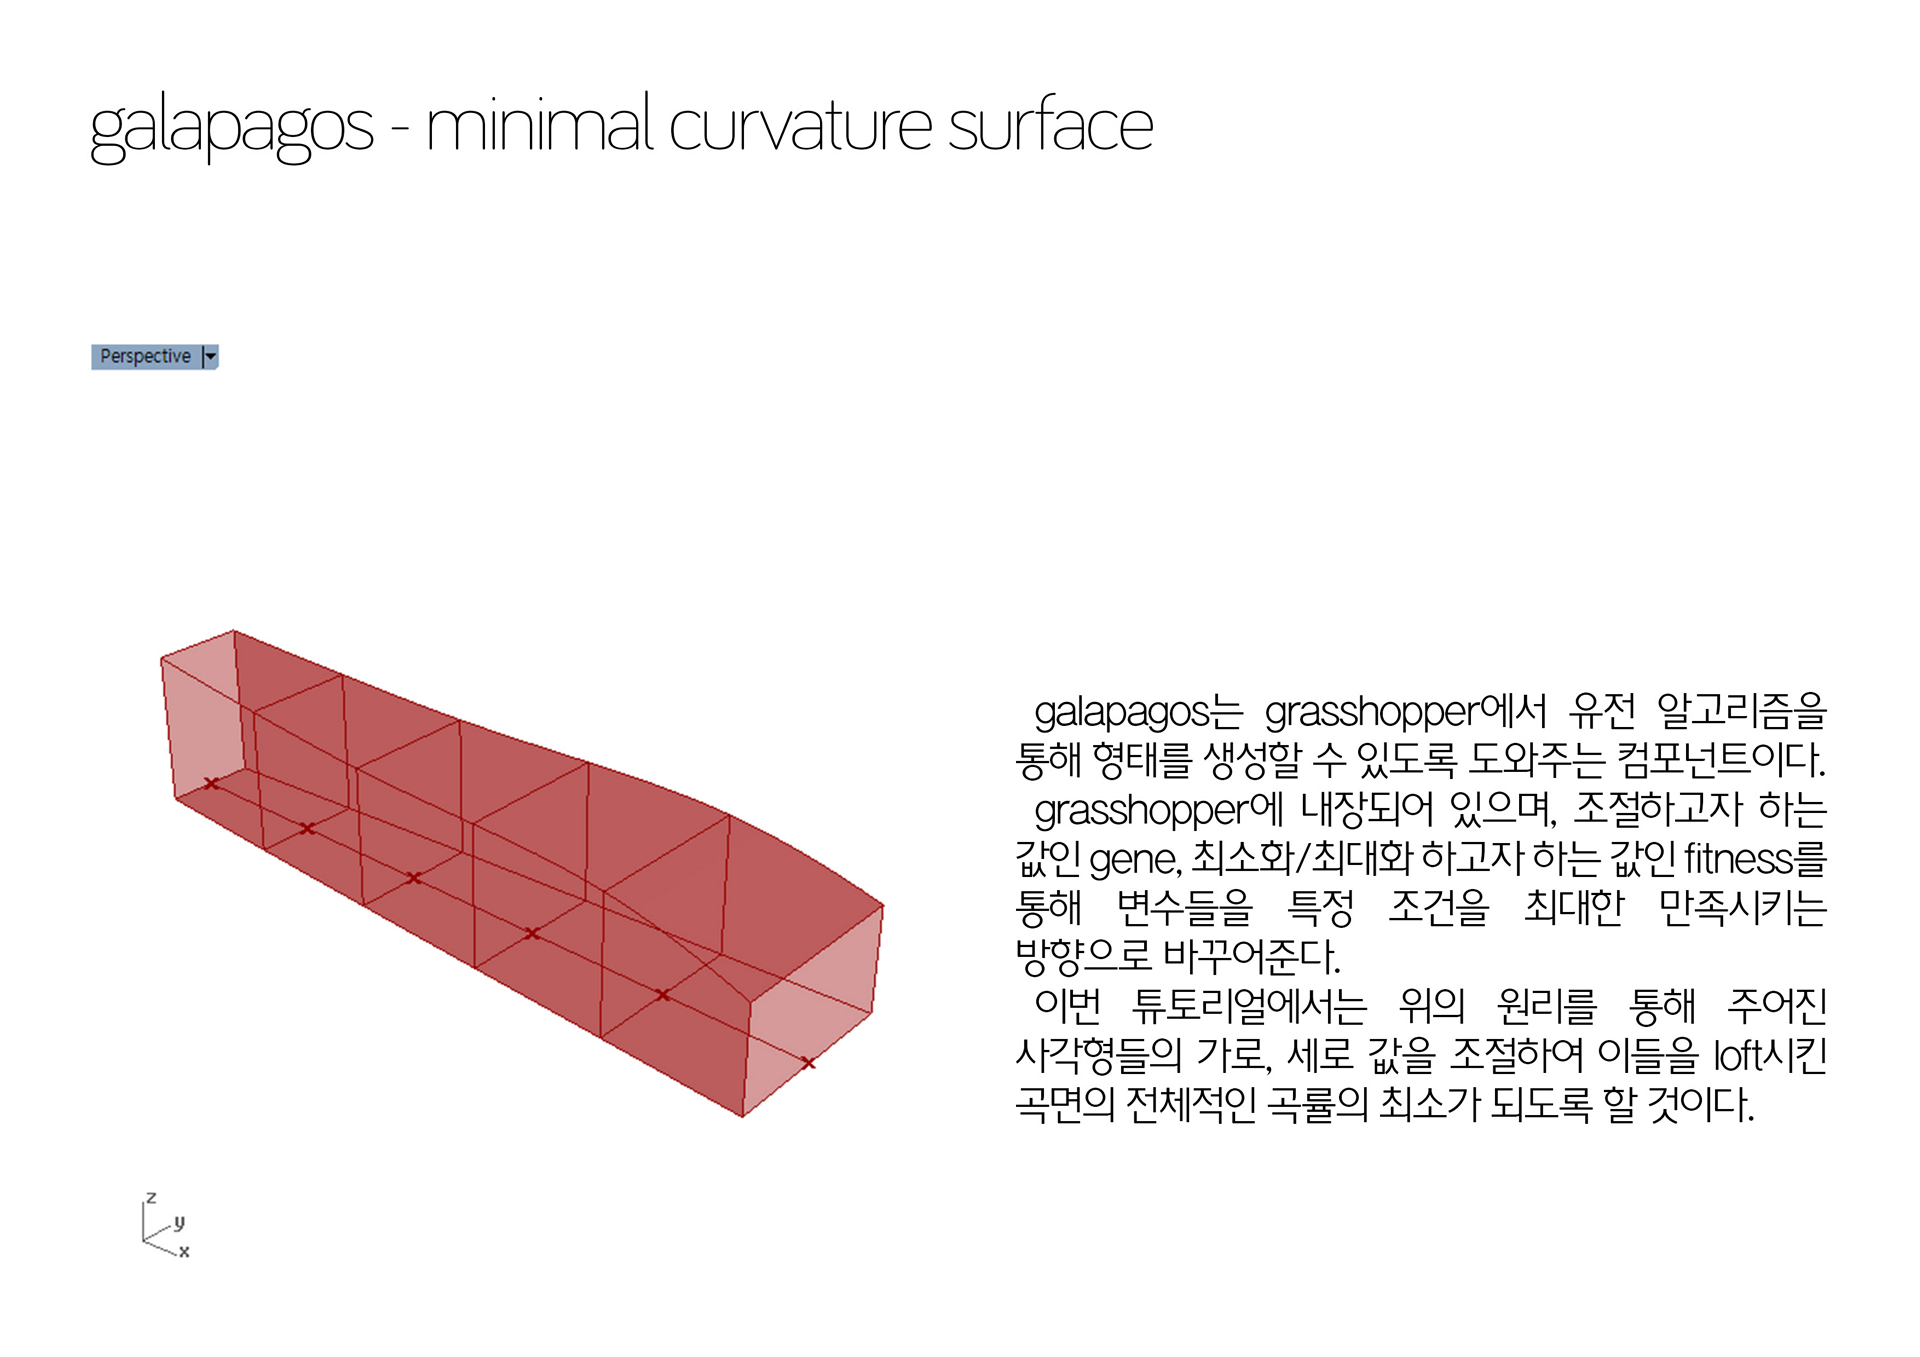 galapagos - minimal curvature surface
Perspective
galapagos는 grasshopper에서 유전 알고리즘을
통해 형태를 생성할 수 있도록 도와주는 컴포넌트이다.
grasshopper에 내장되어 있으며, 조절하고자 하는
값인 gene, 최소화/최대화 하고자 하는 값인 fitness를
통해 변수들을 특정 조건을 최대한 만족시키는
방향으로 바꾸어준다.
이번 튜토리얼에서는 위의 원리를 통해 주어진
사각형들의 가로, 세로 값을 조절하여 이들을 loft시킨
곡면의 전체적인 곡률의 최소가 되도록 할 것이다.
z
y
x